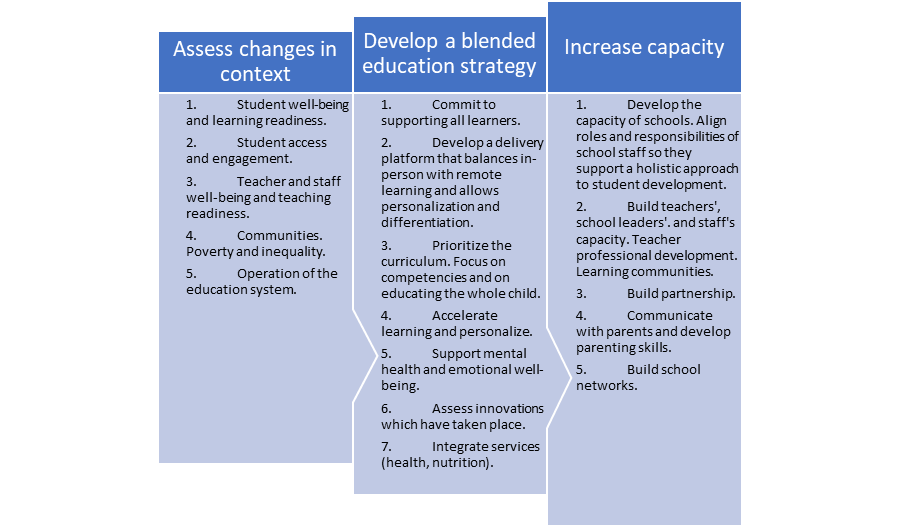 Assess changes in
context
1. Student well-being
and learning readiness.
2. Student access
and engagement.
3. Teacher and staff
well-being and teaching
readiness.
4. Communities.
Poverty and inequality.
5. Operation of the
education system.
Develop a blended
education strategy
1. Commit to
supporting all learners.
2. Develop a delivery
platform that balances in-
person with remote
learning and allows
personalization and
differentiation.
3. Prioritize the
curriculum. Focus on
competencies and on
educating the whole child.
4. Accelerate
learning and personalize.
5. Support mental
health and emotional well-
being.
6. Assess innovations
which have taken place.
7. Integrate services
(health, nutrition).
Increase capacity
1. Develop the
capacity of schools. Align
roles and responsibilities of
school staff so they
support a holistic approach
to student development.
2. Build teachers',
school leaders'. and staff's
capacity. Teacher
professional development.
Learning communities.
3. Build partnership.
4. Communicate
with parents and develop
parenting skills.
5. Build school
networks.